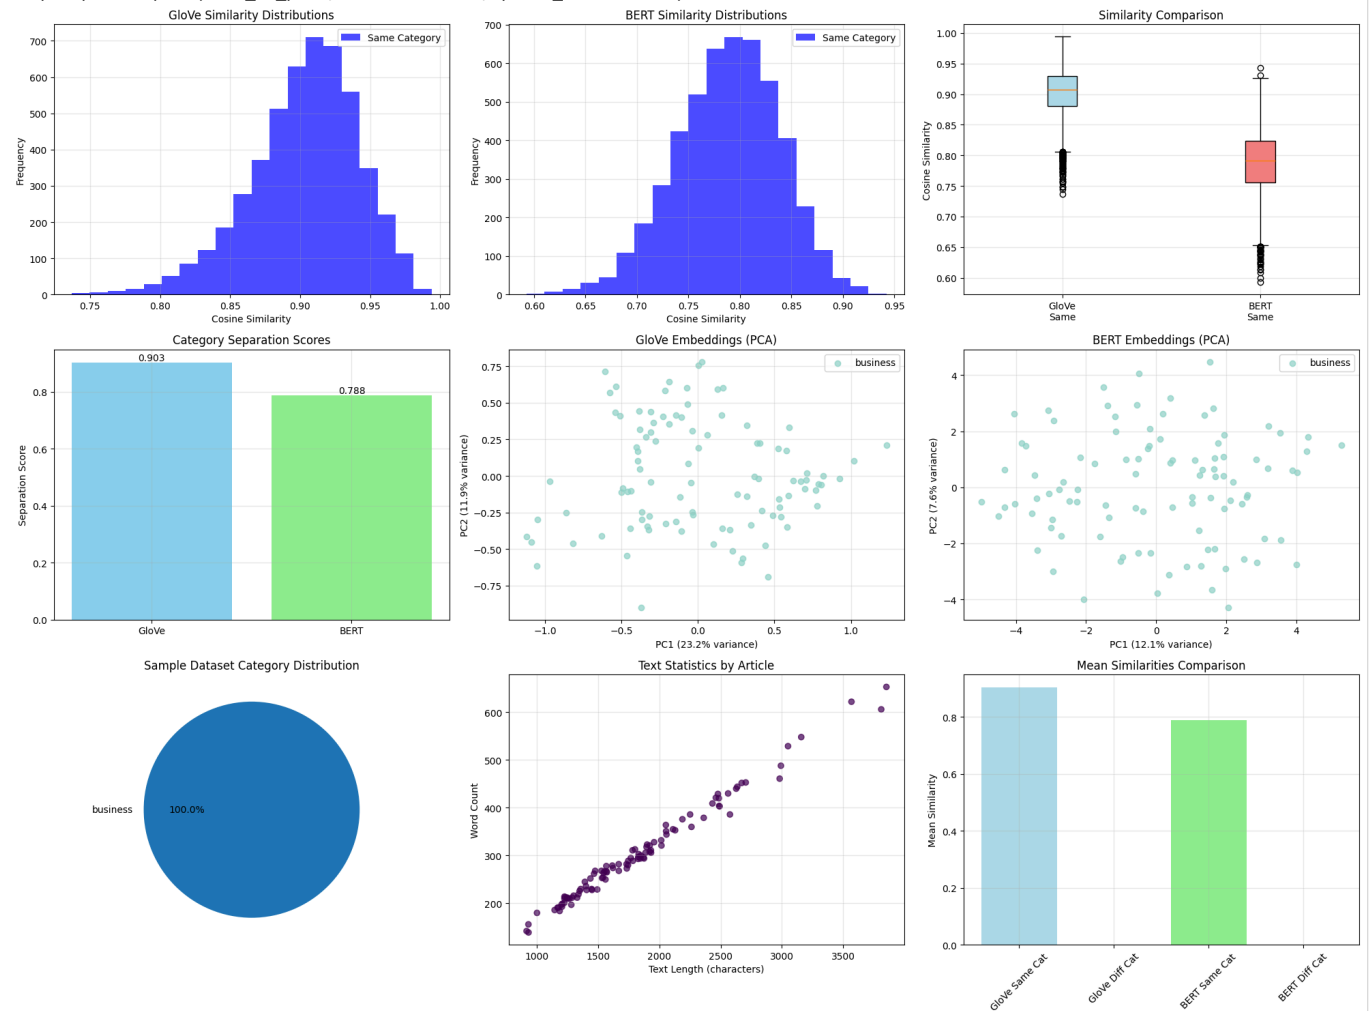 GloVe Similarity Distributions
Same Category
700
600
500
400
300
200
100
0
Frequency
0.75 0.80 0.85 0.90 0.95 1.00
Cosine Similarity
BERT Similarity Distributions
Same Category
700
600
500
400
300
200
100
0
Frequency
0.60 0.65 0.70 0.75 0.80 0.85 0.90 0.95
Cosine Similarity
Similarity Comparison
1.00
0.95
0.90
0.85
0.80
0.75
0.70
0.65
0.60
Cosine Similarity
GloVe
Same
BERT
Same
Category Separation Scores
0.903
0.788
0.8
0.6
0.4
0.2
0.0
Separation Score
GloVe BERT
GloVe Embeddings (PCA)
business
0.75
0.50
0.25
0.00
−0.25
−0.50
−0.75
PC2 (11.9% variance)
−1.0 −0.5 0.0 0.5 1.0
PC1 (23.2% variance)
BERT Embeddings (PCA)
business
4
2
0
−2
−4
PC2 (7.6% variance)
−4 −2 0 2 4
PC1 (12.1% variance)
Sample Dataset Category Distribution
business
100.0%
Text Statistics by Article
600
500
400
300
200
Word Count
1000 1500 2000 2500 3000 3500
Text Length (characters)
Mean Similarities Comparison
0.8
0.6
0.4
0.2
0.0
Mean Similarity
GloVe Same Cat
GloVe Diff Cat
BERT Same Cat
BERT Diff Cat